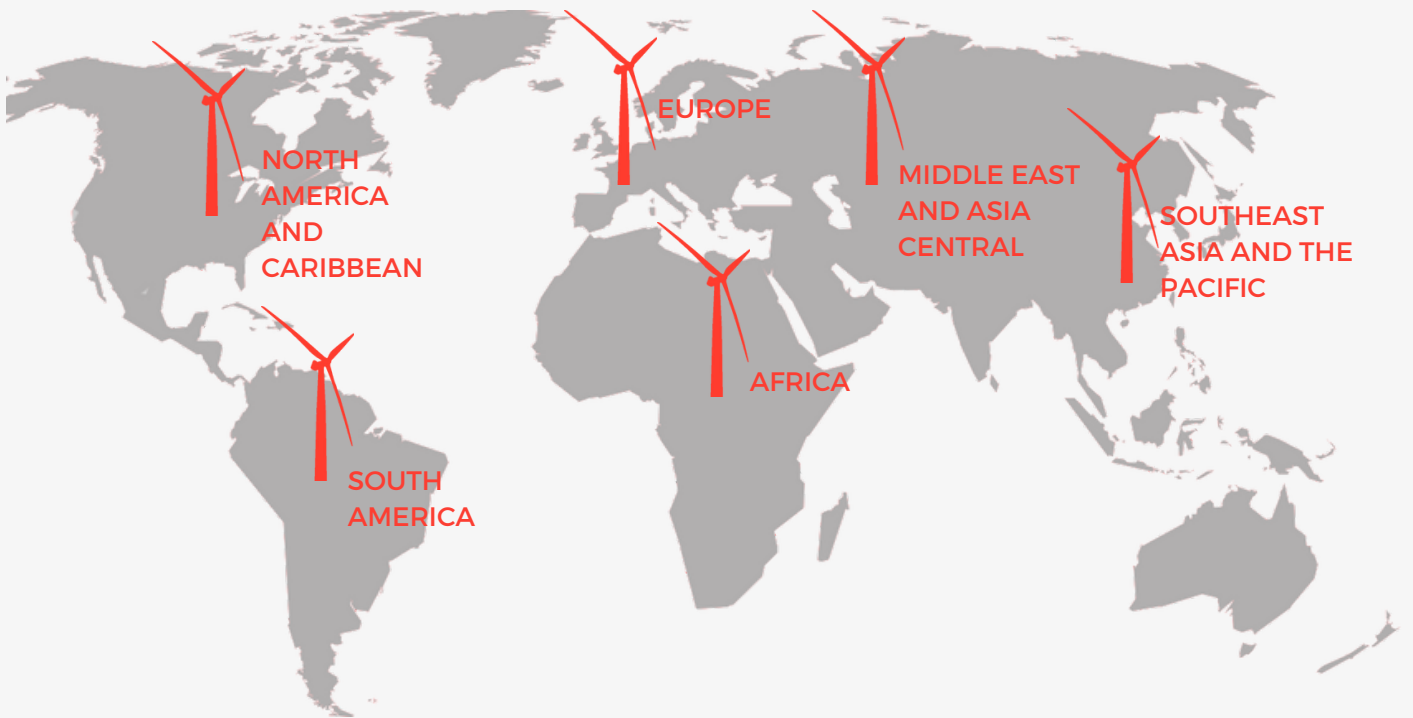 NORTH
AMERICA
AND
CARIBBEAN
EUROPE
MIDDLE EAST
AND ASIA
CENTRAL
SOUTHEAST
ASIA AND THE
PACIFIC
AFRICA
SOUTH
AMERICA